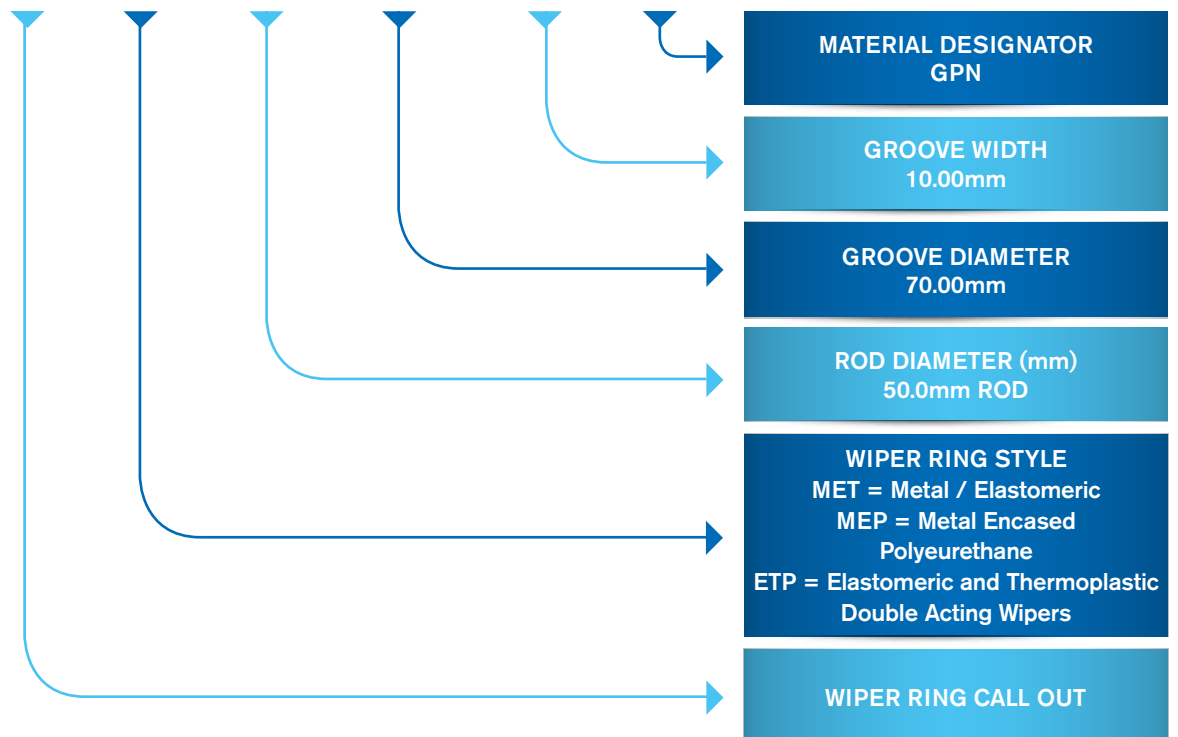 MATERIAL DESIGNATOR
GPN
GROOVE WIDTH
10.00mm
GROOVE DIAMETER
70.00mm
ROD DIAMETER (mm)
50.0mm ROD
WIPER RING STYLE
MET = Metal / Elastomeric
MEP = Metal Encased
Polyeurethane
ETP = Elastomeric and Thermoplastic
Double Acting Wipers
WIPER RING CALL OUT